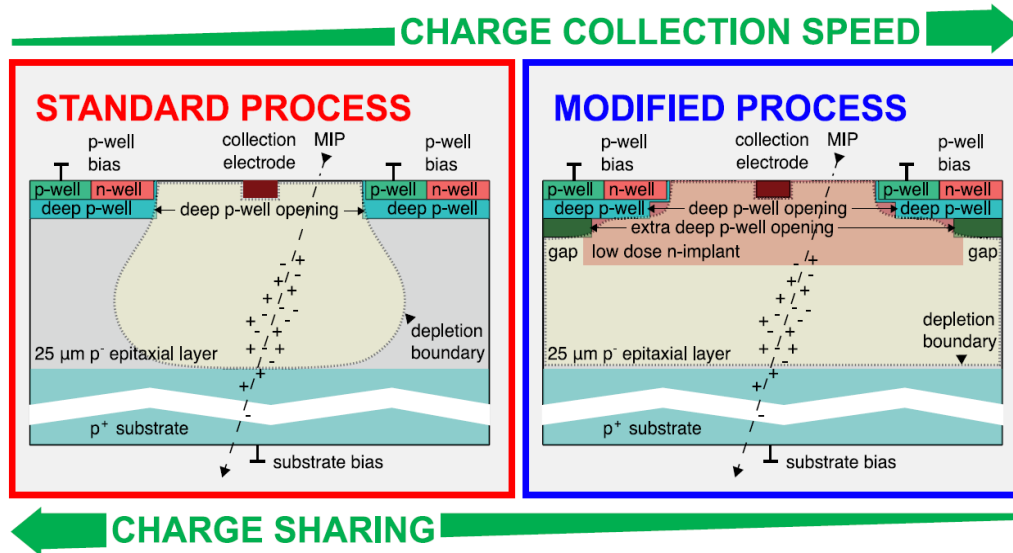 CHARGE COLLECTION SPEED
STANDARD PROCESS
p-well
bias
collection
electrode
MIP
p-well
bias
p-well
n-well
p-well
n-well
deep p-well
deep p-well opening
deep p-well
25 μm p⁻ epitaxial layer
depletion
boundary
p⁺ substrate
substrate bias
MODIFIED PROCESS
p-well
bias
collection
electrode
MIP
p-well
bias
p-well
n-well
p-well
n-well
deep p-well
deep p-well opening
deep p-well
extra deep p-well opening
gap
low dose n-implant
gap
25 μm p⁻ epitaxial layer
depletion
boundary
p⁺ substrate
substrate bias
CHARGE SHARING